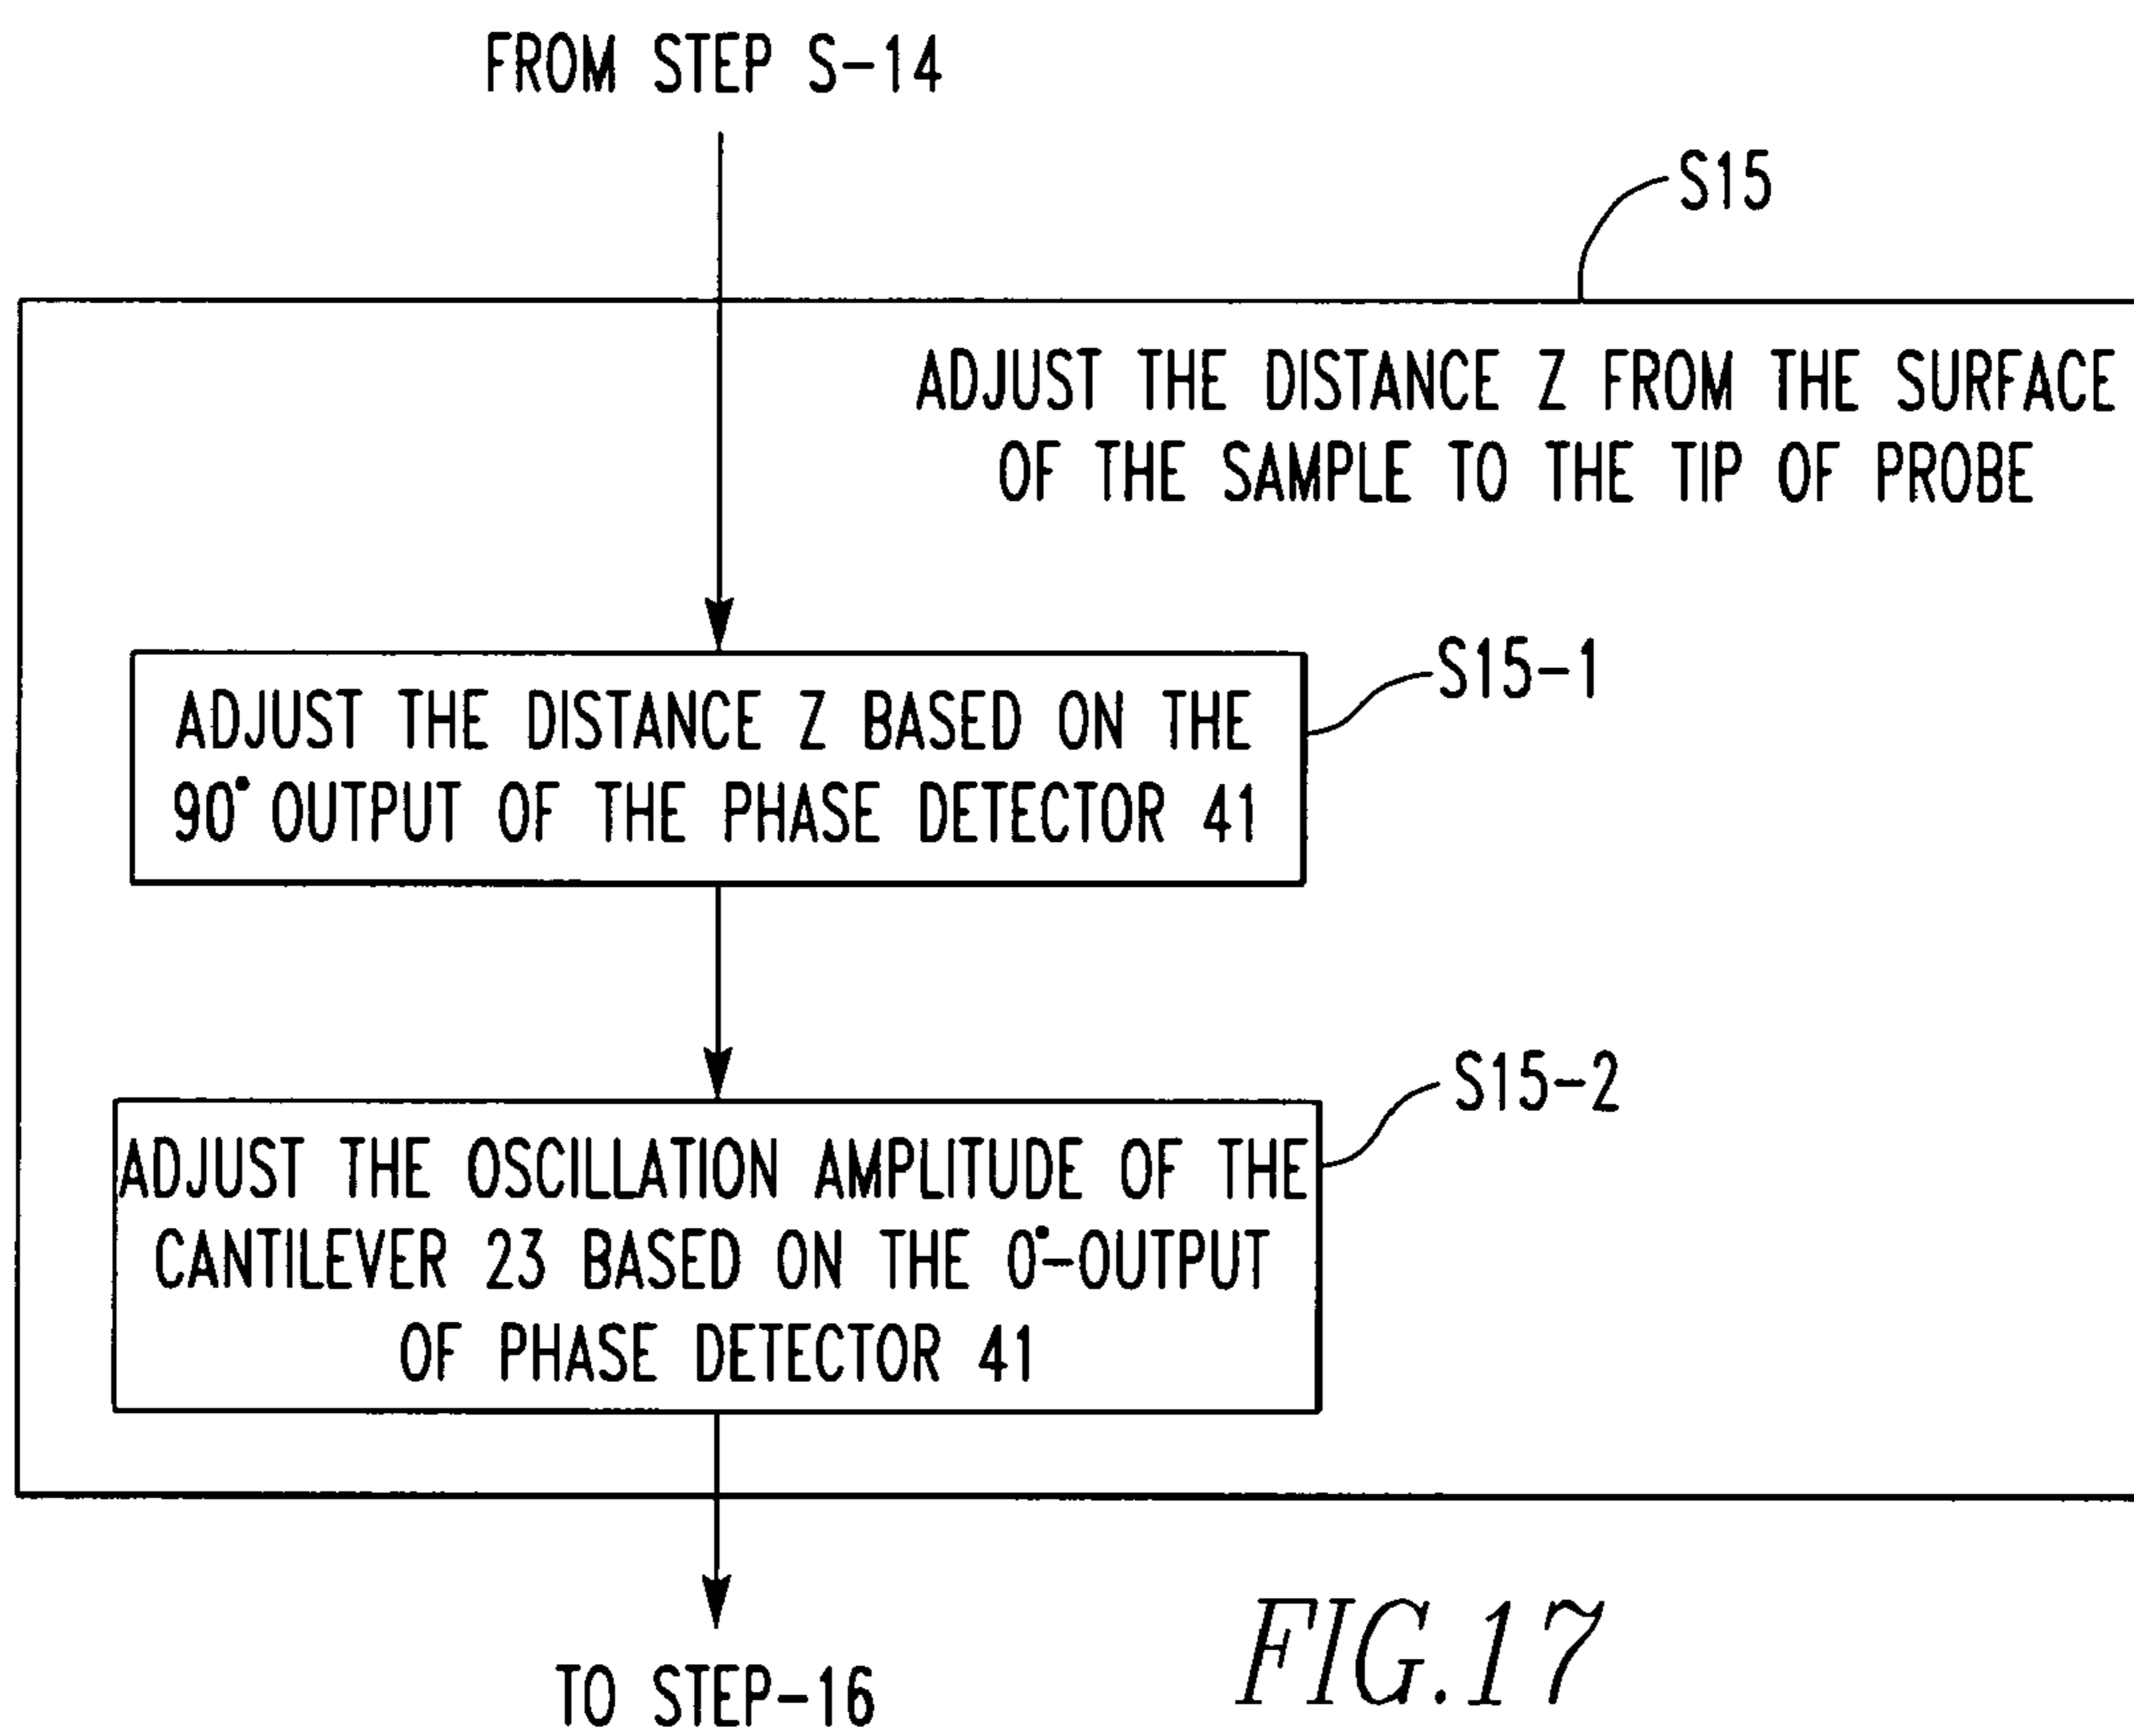 FROM STEP S-14
S15
ADJUST THE DISTANCE Z FROM THE SURFACE
OF THE SAMPLE TO THE TIP OF PROBE
S15-1
ADJUST THE DISTANCE Z BASED ON THE
90° OUTPUT OF THE PHASE DETECTOR 41
S15-2
ADJUST THE OSCILLATION AMPLITUDE OF THE
CANTILEVER 23 BASED ON THE 0°-OUTPUT
OF PHASE DETECTOR 41
TO STEP-16
FIG.17